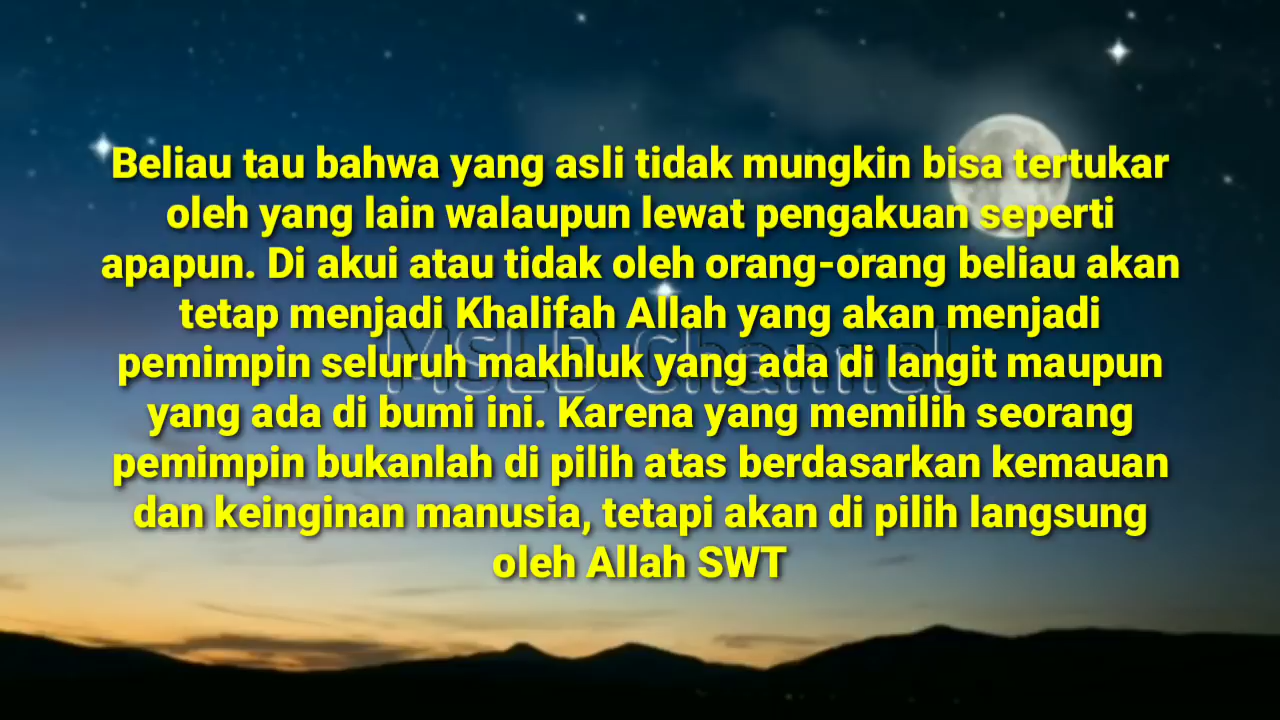 Beliau tau bahwa yang asli tidak mungkin bisa tertukar
oleh yang lain walaupun lewat pengakuan seperti
apapun. Di akui atau tidak oleh orang-orang beliau akan
tetap menjadi Khalifah Allah yang akan menjadi
MSLB Channel
pemimpin seluruh makhluk yang ada di langit maupun
yang ada di bumi ini. Karena yang memilih seorang
pemimpin bukanlah di pilih atas berdasarkan kemauan
dan keinginan manusia, tetapi akan di pilih langsung
oleh Allah SWT